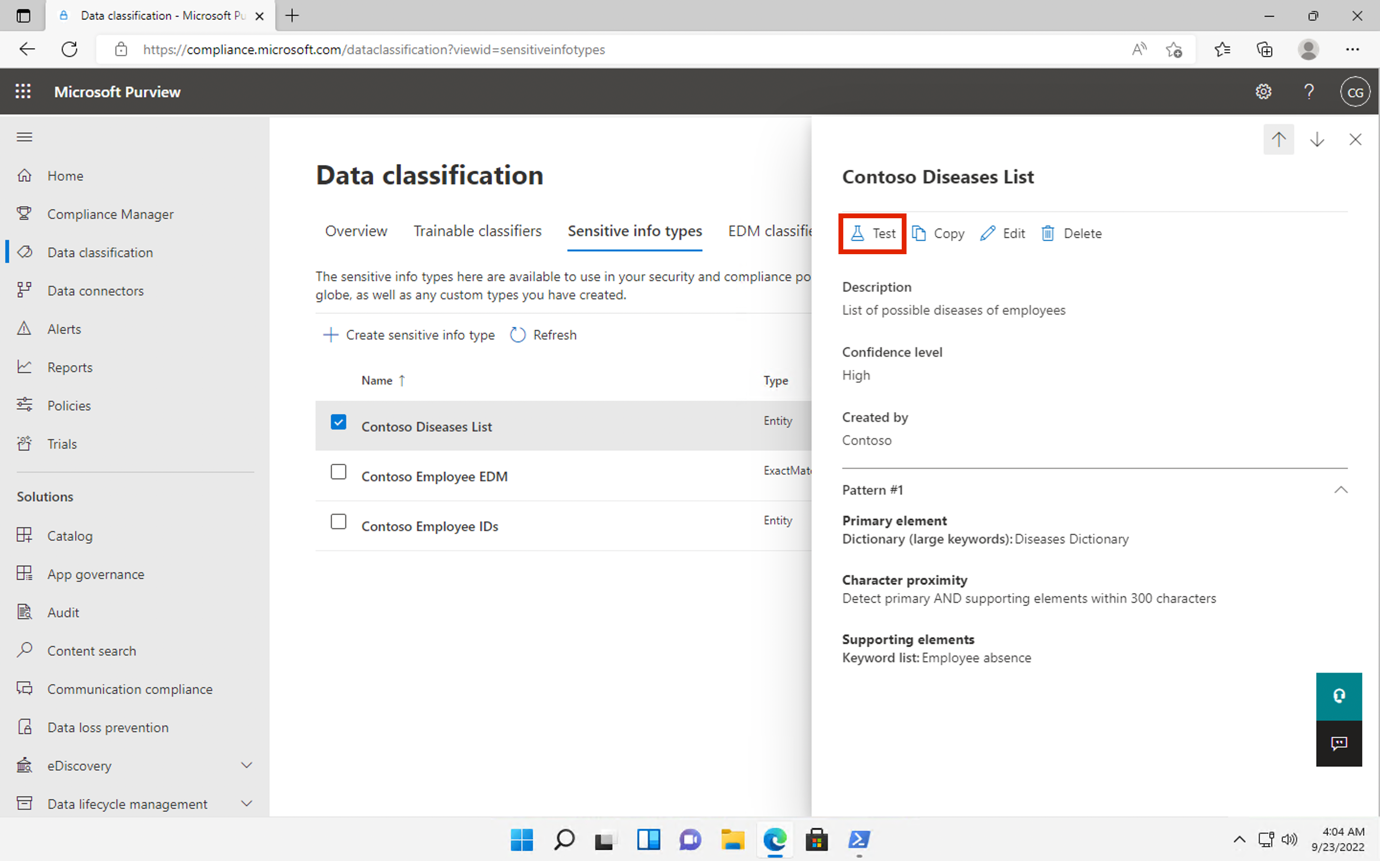 Data classification - Microsoft Pu
https://compliance.microsoft.com/dataclassification?viewid=sensitiveinfotypes
Microsoft Purview
CG
Home
Compliance Manager
Data classification
Data connectors
Alerts
Reports
Policies
Trials
Solutions
Catalog
App governance
Audit
Content search
Communication compliance
Data loss prevention
eDiscovery
Data lifecycle management
Data classification
Overview Trainable classifiers Sensitive info types EDM classifie
The sensitive info types here are available to use in your security and compliance po
globe, as well as any custom types you have created.
Create sensitive info type Refresh
Name ↑ Type
Contoso Diseases List Entity
Contoso Employee EDM ExactMat
Contoso Employee IDs Entity
Contoso Diseases List
Test Copy Edit Delete
Description
List of possible diseases of employees
Confidence level
High
Created by
Contoso
Pattern #1
Primary element
Dictionary (large keywords): Diseases Dictionary
Character proximity
Detect primary AND supporting elements within 300 characters
Supporting elements
Keyword list: Employee absence
4:04 AM
9/23/2022